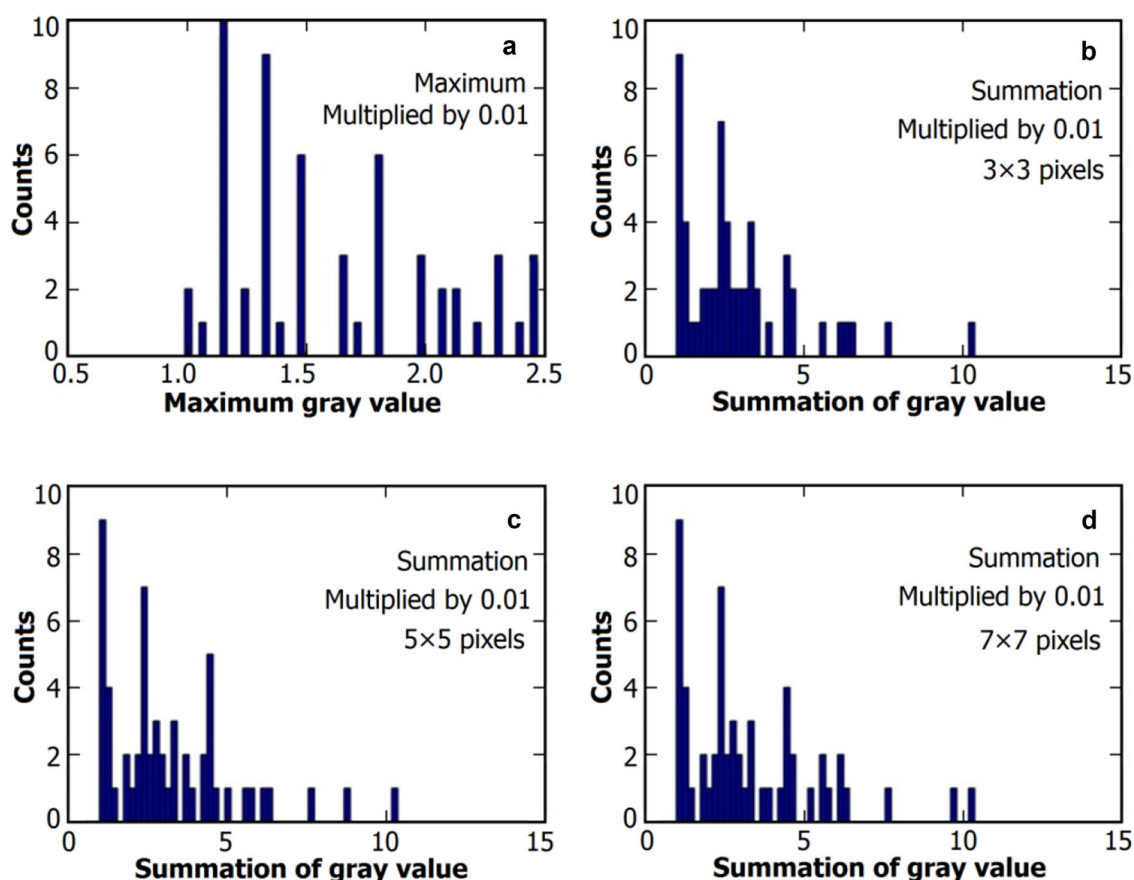 a
Maximum
Multiplied by 0.01
Counts
10
8
6
4
2
0
0.5 1.0 1.5 2.0 2.5
Maximum gray value
b
Summation
Multiplied by 0.01
3×3 pixels
Counts
10
8
6
4
2
0
0 5 10 15
Summation of gray value
c
Summation
Multiplied by 0.01
5×5 pixels
Counts
10
8
6
4
2
0
0 5 10 15
Summation of gray value
d
Summation
Multiplied by 0.01
7×7 pixels
Counts
10
8
6
4
2
0
0 5 10 15
Summation of gray value